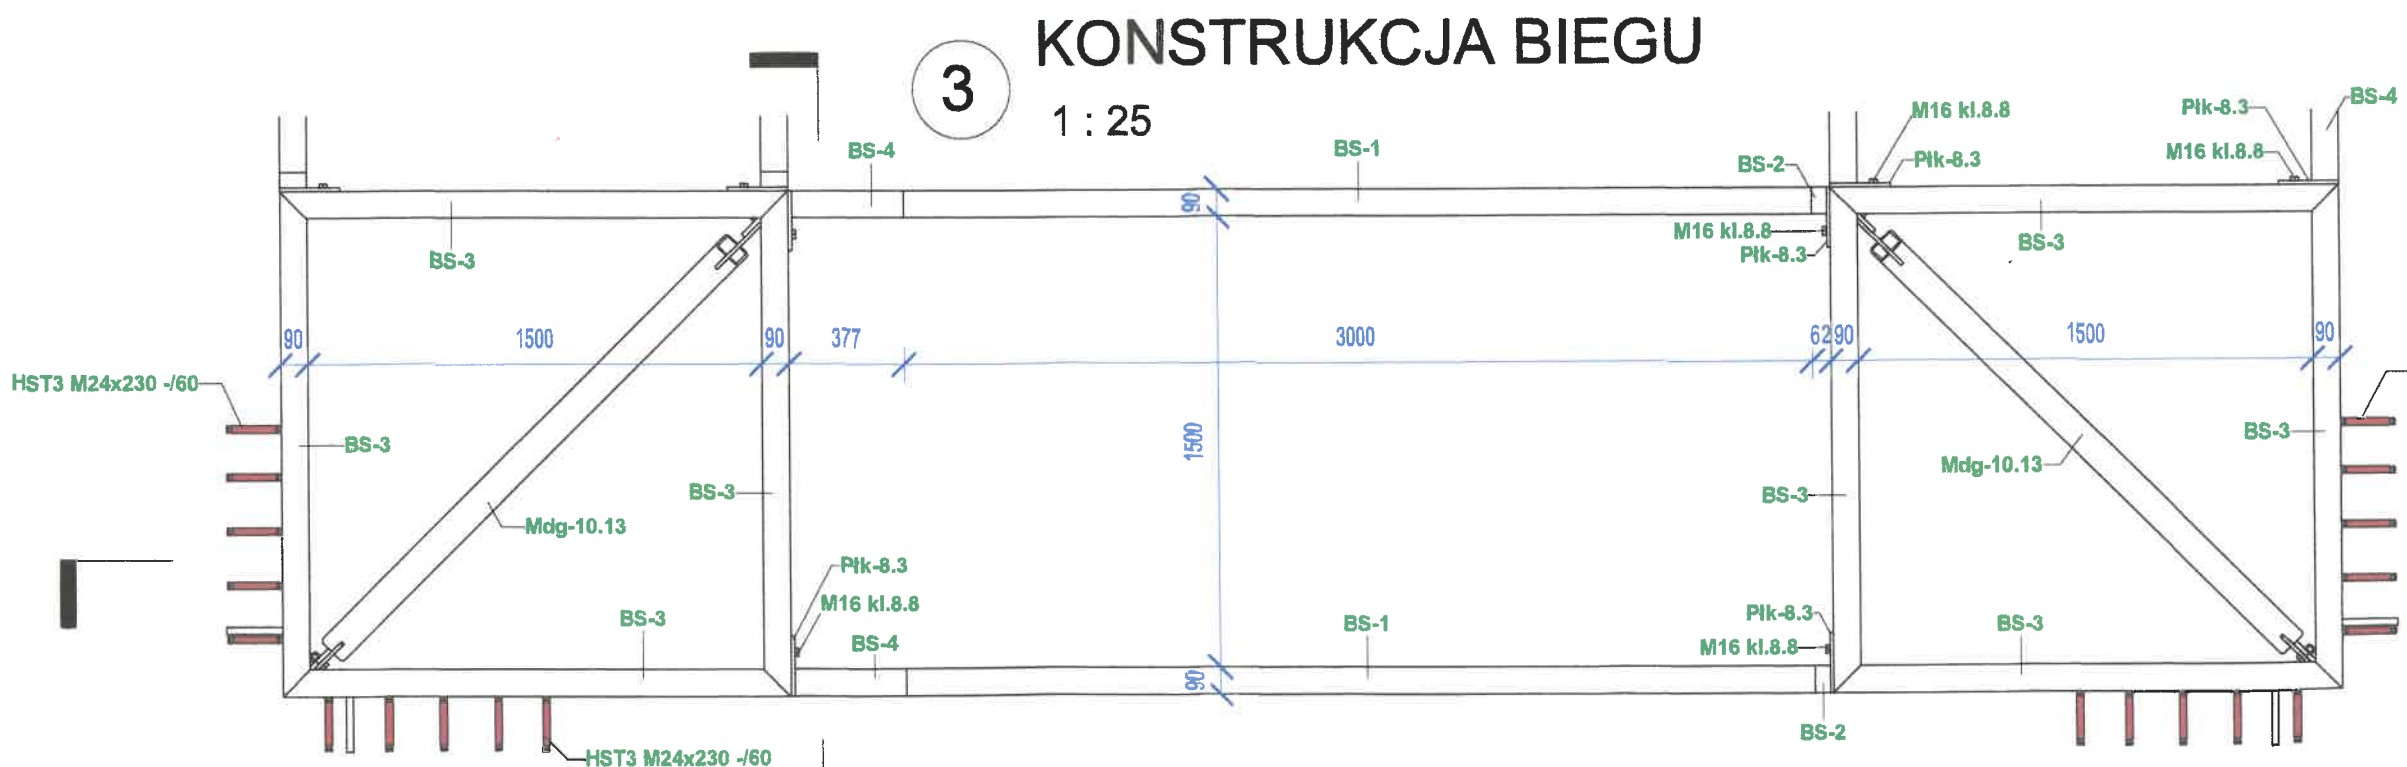 KONSTRUKCJA BIEGU
3
1 : 25
M16 kl.8.8
Płk-8.3
BS-4
BS-4
BS-1
BS-2
Płk-8.3
M16 kl.8.8
90
BS-3
M16 kl.8.8
Płk-8.3
BS-3
90
1500
90
377
3000
62
90
1500
90
HST3 M24x230 -/60
BS-3
1500
BS-3
BS-3
Mdg-10.13
BS-3
Mdg-10.13
Płk-8.3
M16 kl.8.8
BS-3
BS-4
BS-1
Płk-8.3
BS-3
M16 kl.8.8
90
BS-2
HST3 M24x230 -/60